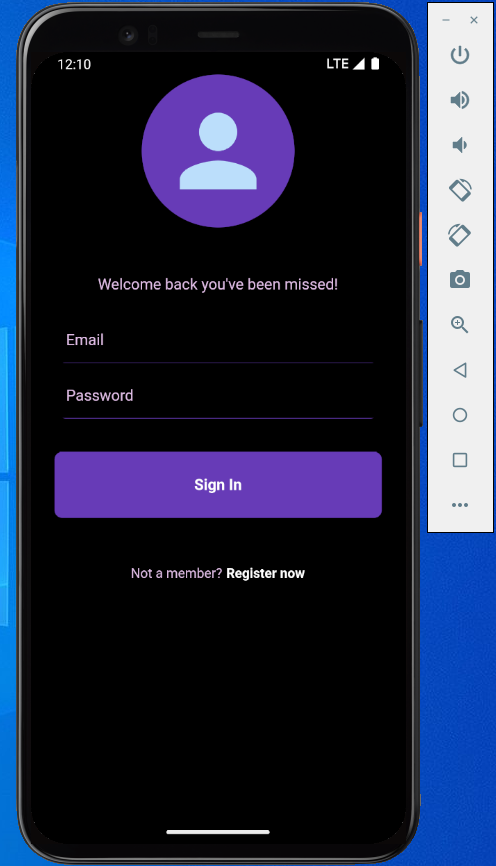 12:10 LTE
Welcome back you've been missed!
Email
Password
Sign In
Not a member? Register now